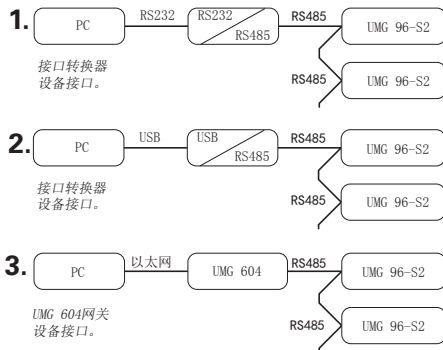 1.
PC
RS232
RS232
RS485
RS485
UMG 96-S2
RS485
UMG 96-S2
接口转换器
设备接口。
2.
PC
USB
USB
RS485
RS485
UMG 96-S2
RS485
UMG 96-S2
接口转换器
设备接口。
3.
PC
以太网
UMG 604
RS485
UMG 96-S2
RS485
UMG 96-S2
UMG 604网关
设备接口。